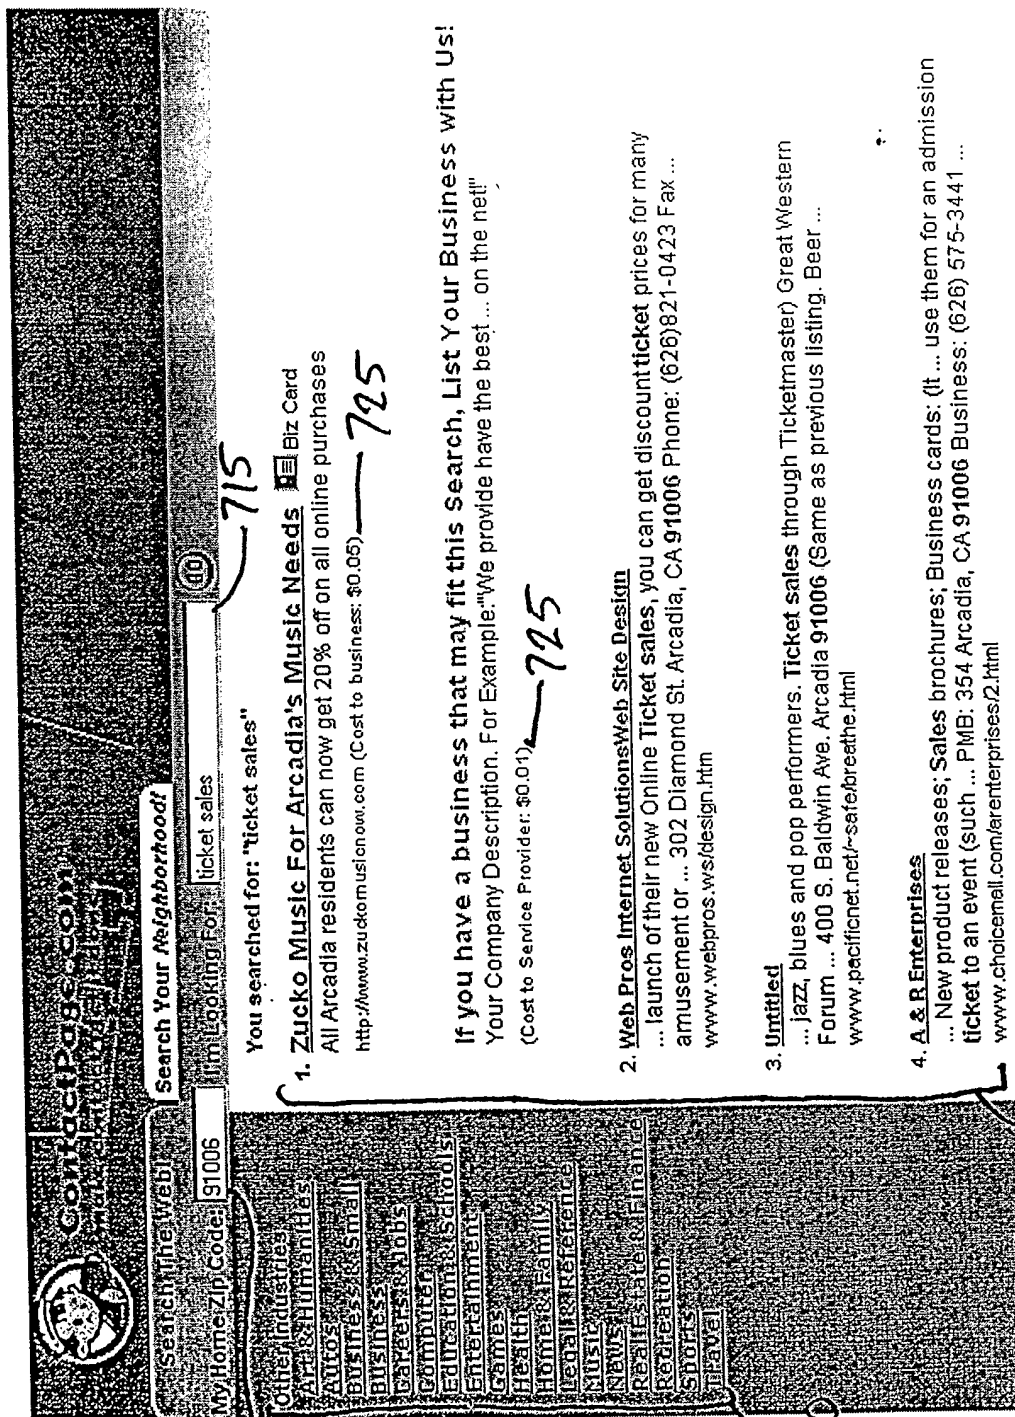 ContactPage.com
Search The Web!
Search Your Neighborhood!
My Home Zip Code: 91006 I'm Looking For: ticket sales GO
715
Other Industries
Art & Humanities
Autos
Business & Small
Business
Careers & Jobs
Computer
Education & Schools
Entertainment
Games
Health
Home & Family
Legal & Reference
Music
News
Real Estate & Finance
Recreation
Sports
Travel
You searched for: "ticket sales"
1. Zucko Music For Arcadia's Music Needs Biz Card
All Arcadia residents can now get 20% off on all online purchases
http://www.zuckomusicnow.com (Cost to business: $0.05)
725
If you have a business that may fit this Search, List Your Business with Us!
Your Company Description. For Example:"We provide have the best ... on the net!"
(Cost to Service Provider: $0.01)
725
2. Web Pros Internet SolutionsWeb Site Design
... launch of their new Online Ticket sales, you can get discount ticket prices for many
amusement or ... 302 Diamond St. Arcadia, CA 91006 Phone: (626)821-0423 Fax ...
www.webpros.ws/design.htm
3. Untitled
... jazz, blues and pop performers. Ticket sales through Ticketmaster) Great Western
Forum ... 400 S. Baldwin Ave. Arcadia 91006 (Same as previous listing. Beer ...
www.pacificnet.net/~safe/breathe.html
4. A & R Enterprises
... New product releases; Sales brochures; Business cards: (It ... use them for an admission
ticket to an event (such ... PMB: 354 Arcadia, CA 91006 Business: (626) 575-3441 ...
www.choicemall.com/arenterprises/2.html